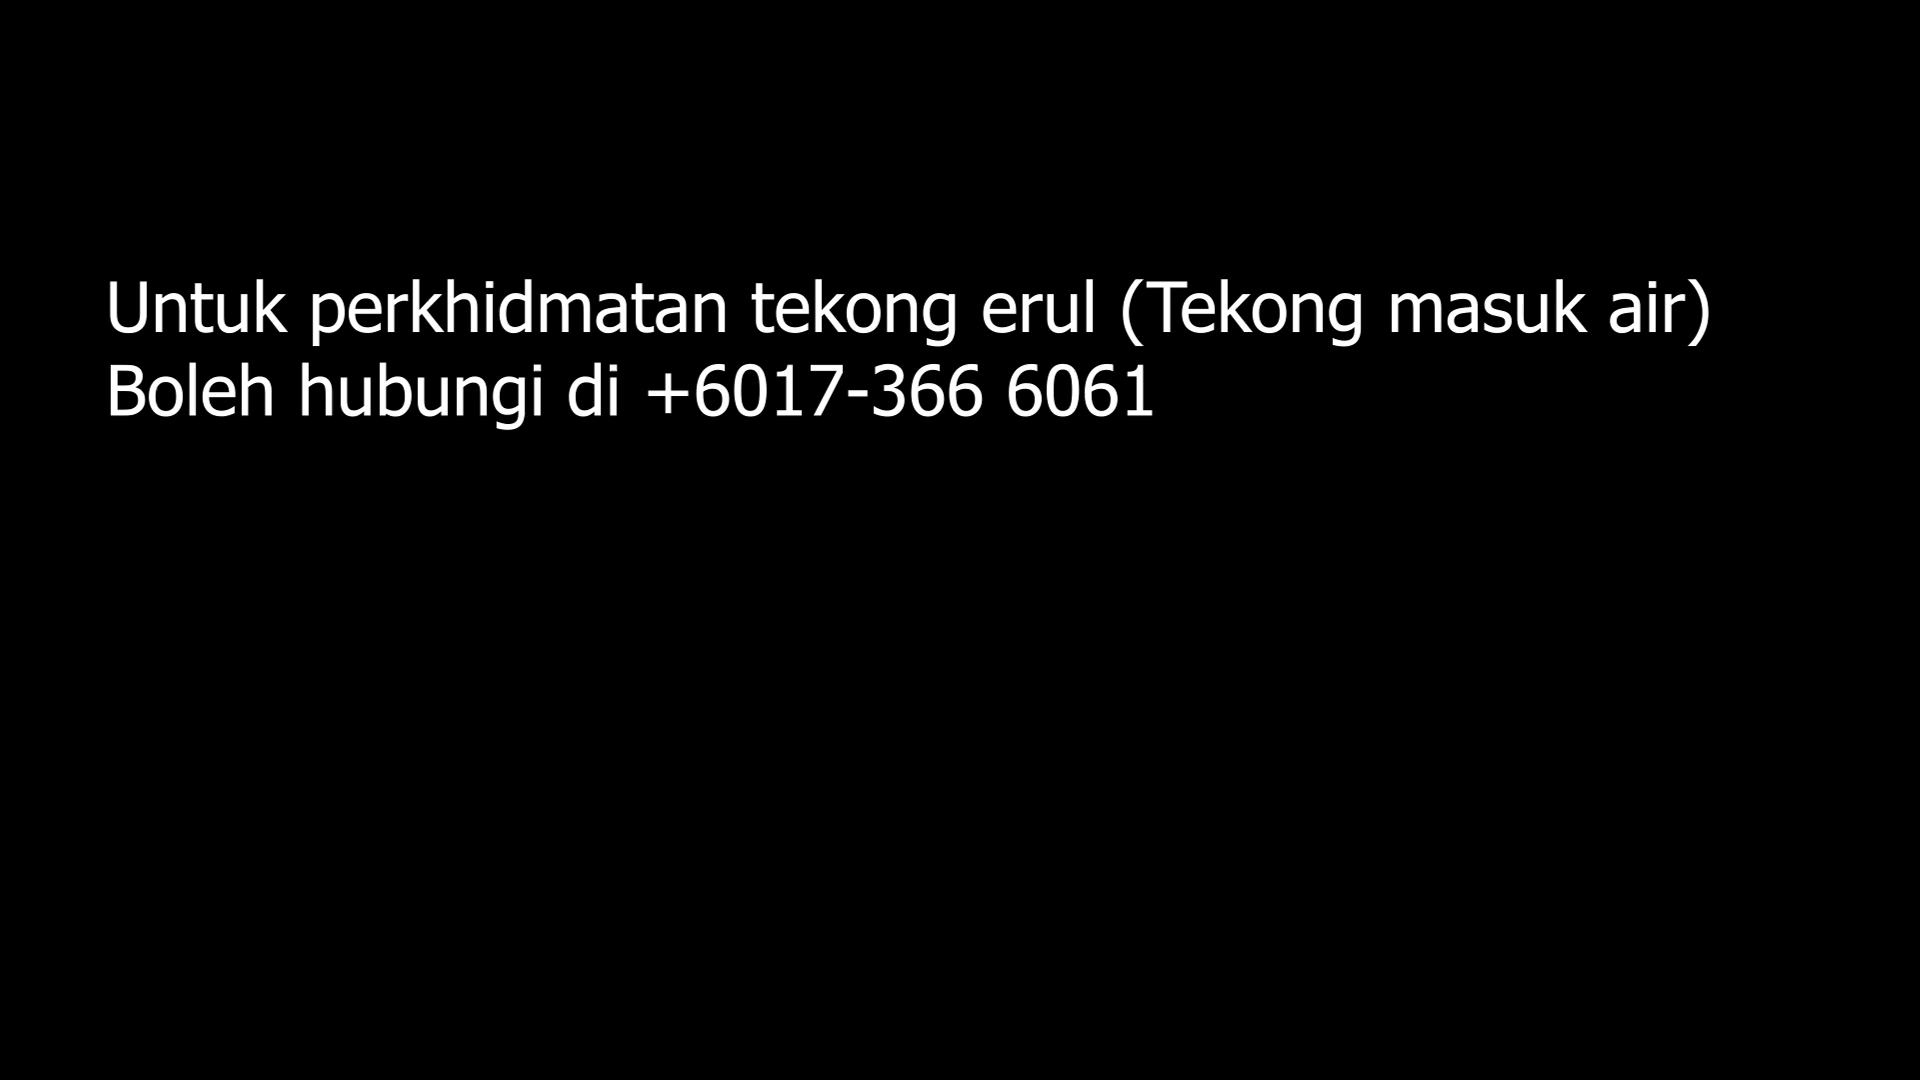 Untuk perkhidmatan tekong erul (Tekong masuk air)
Boleh hubungi di +6017-366 6061